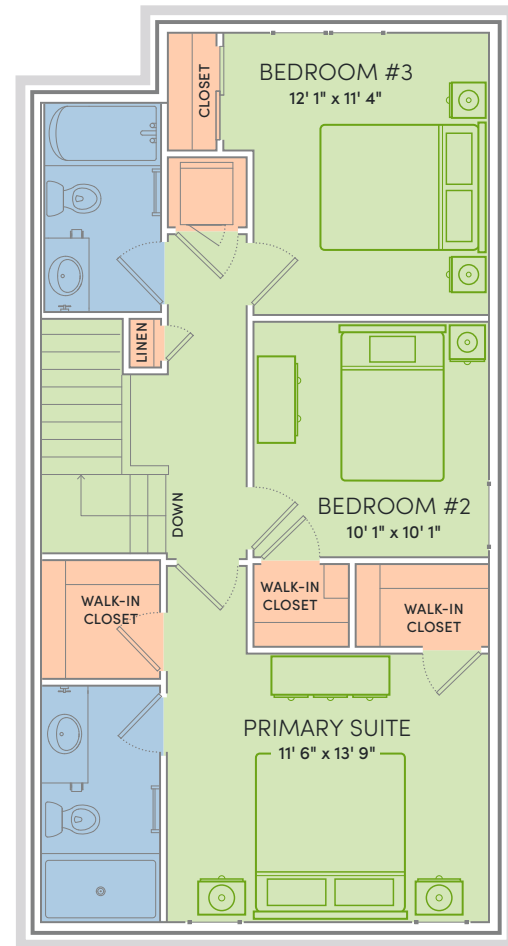 CLOSET
BEDROOM #3
12' 1" x 11' 4"
LINEN
BEDROOM #2
10' 1" x 10' 1"
DOWN
WALK-IN
CLOSET
WALK-IN
CLOSET
WALK-IN
CLOSET
PRIMARY SUITE
11' 6" x 13' 9"